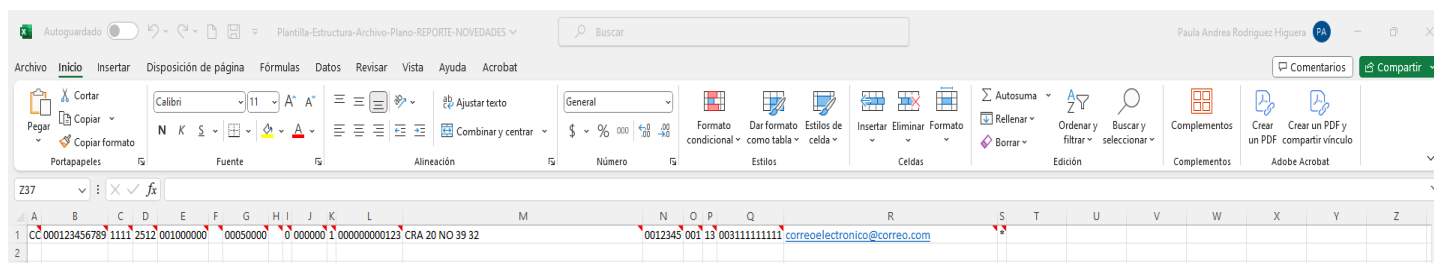 Autoguardado Plantilla-Estructura-Archivo-Plano-REPORTE-NOVEDADES Buscar Paula Andrea Rodriguez Higuera PA
Archivo Inicio Insertar Disposición de página Fórmulas Datos Revisar Vista Ayuda Acrobat Comentarios Compartir
Pegar
Cortar
Copiar
Copiar formato
Portapapeles
Calibri 11 A^ A˅
N K S A
Fuente
ab Ajustar texto
Combinar y centrar
Alineación
General
$ % 000
Número
Formato condicional
Dar formato como tabla
Estilos de celda
Estilos
Insertar Eliminar Formato
Celdas
Autosuma
Rellenar
Borrar
Ordenar y filtrar
Buscar y seleccionar
Edición
Complementos
Complementos
Crear un PDF
Crear un PDF y compartir vínculo
Adobe Acrobat
Z37 fx
A B C D E F G H I J K L M N O P Q R S T U V W X Y Z
1 CC 000123456789 1111 2512 001000000 00050000 0 000000 1 000000000123 CRA 20 NO 39 32 0012345 001 13 003111111111 correoelectronico@correo.com *
2